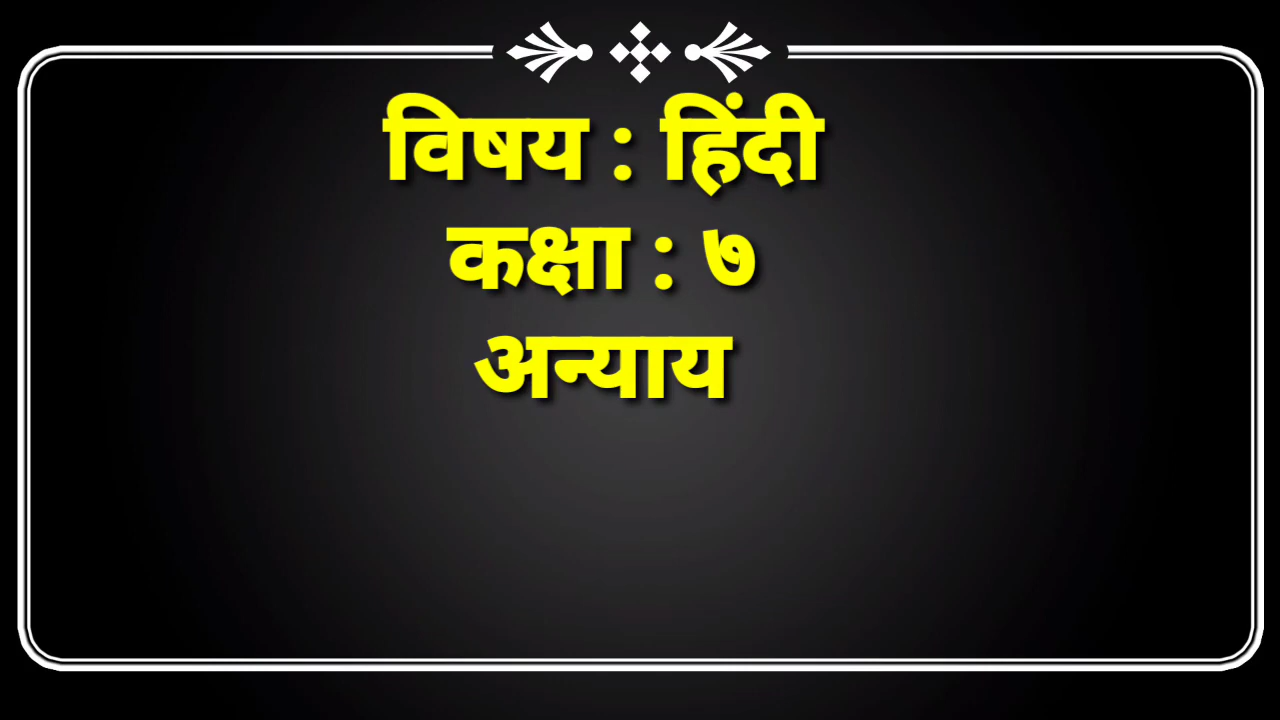 विषय : हिंदी
कक्षा : ७
अन्याय